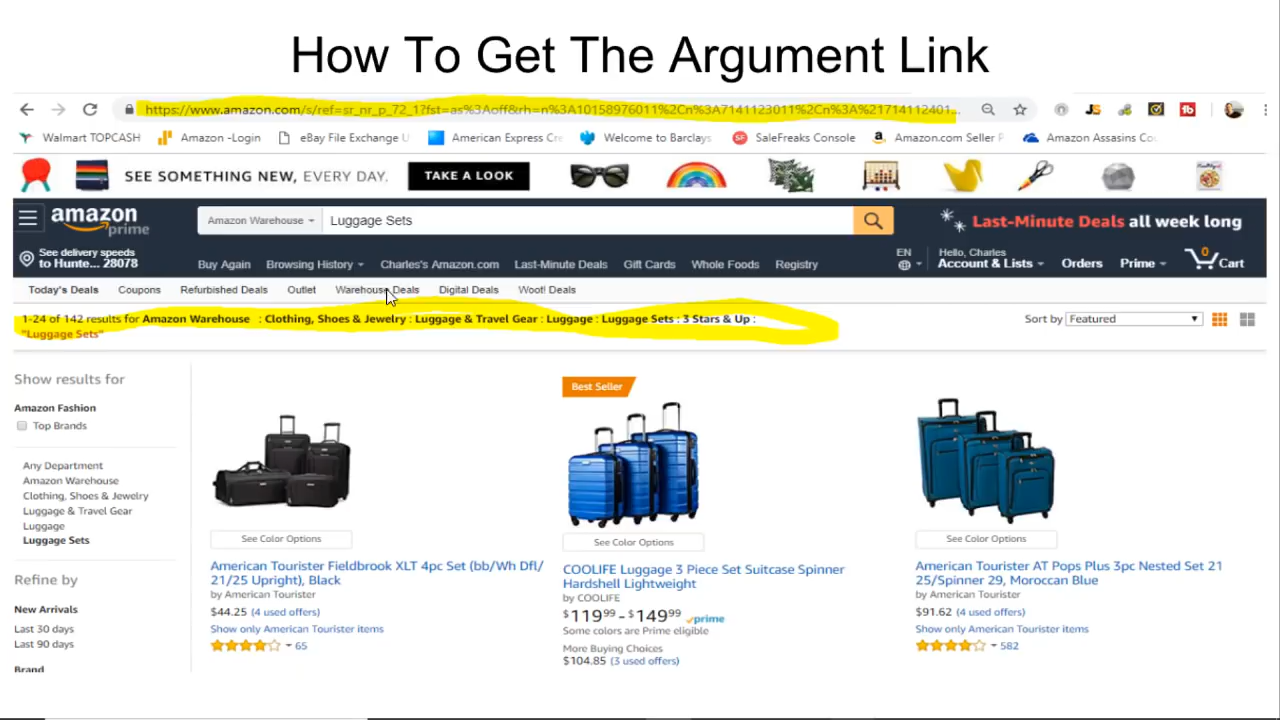 How To Get The Argument Link
https://www.amazon.com/s/ref=sr_nr_p_72_1?fst=as%3Aoff&rh=n%3A10158976011%2Cn%3A7141123011%2Cn%3A%21714112401...
Walmart TOPCASH Amazon -Login eBay File Exchange U American Express Cre Welcome to Barclays SaleFreaks Console Amazon.com Seller P Amazon Assasins Cou
SEE SOMETHING NEW, EVERY DAY. TAKE A LOOK
amazon prime
Amazon Warehouse Luggage Sets
Last-Minute Deals all week long
See delivery speeds
to Hunte... 28078
Buy Again Browsing History Charles's Amazon.com Last-Minute Deals Gift Cards Whole Foods Registry
EN
Hello, Charles
Account & Lists Orders Prime 0 Cart
Today's Deals Coupons Refurbished Deals Outlet Warehouse Deals Digital Deals Woot! Deals
1-24 of 142 results for Amazon Warehouse : Clothing, Shoes & Jewelry : Luggage & Travel Gear : Luggage : Luggage Sets : 3 Stars & Up :
"Luggage Sets"
Sort by Featured
Show results for
Amazon Fashion
Top Brands
Any Department
Amazon Warehouse
Clothing, Shoes & Jewelry
Luggage & Travel Gear
Luggage
Luggage Sets
Refine by
New Arrivals
Last 30 days
Last 90 days
Brand
See Color Options
American Tourister Fieldbrook XLT 4pc Set (bb/Wh Dfl/
21/25 Upright), Black
by American Tourister
$44.25 (4 used offers)
Show only American Tourister items
65
Best Seller
See Color Options
COOLIFE Luggage 3 Piece Set Suitcase Spinner
Hardshell Lightweight
by COOLIFE
$119.99 - $149.99 prime
Some colors are Prime eligible
More Buying Choices
$104.85 (3 used offers)
See Color Options
American Tourister AT Pops Plus 3pc Nested Set 21
25/Spinner 29, Moroccan Blue
by American Tourister
$91.62 (4 used offers)
Show only American Tourister items
582